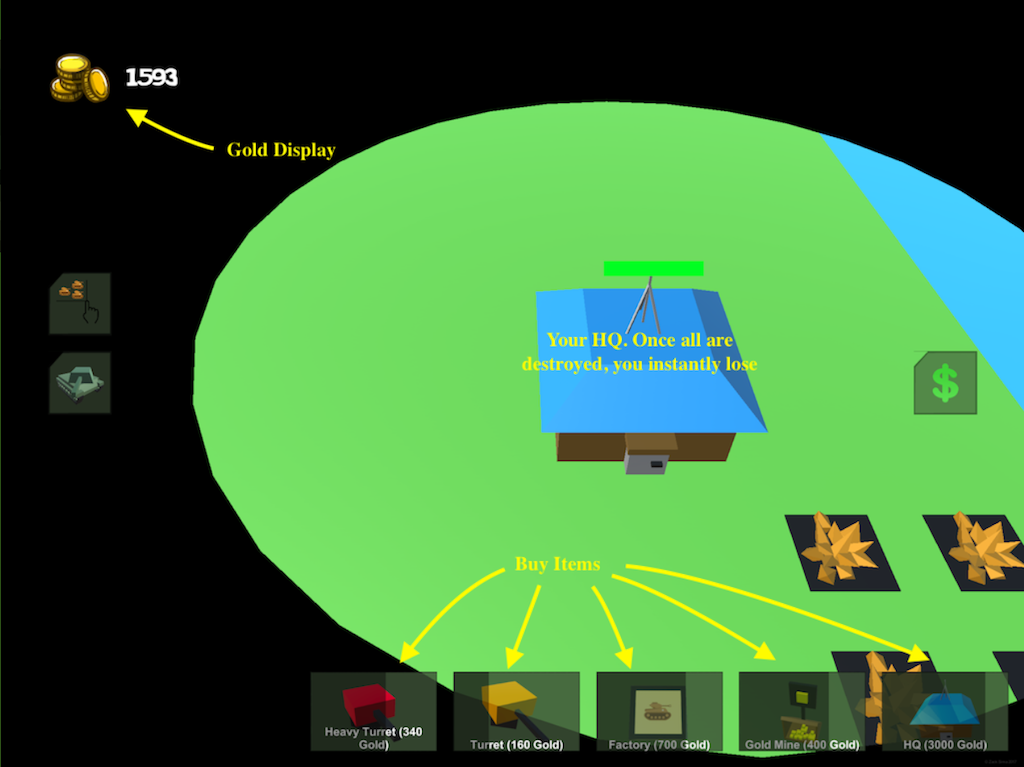 1593
Gold Display
Your HQ. Once all are
destroyed, you instantly lose
$
Buy Items
Heavy Turret (340
Gold)
Turret (160 Gold)
Factory (700 Gold)
Gold Mine (400 Gold)
HQ (3000 Gold)